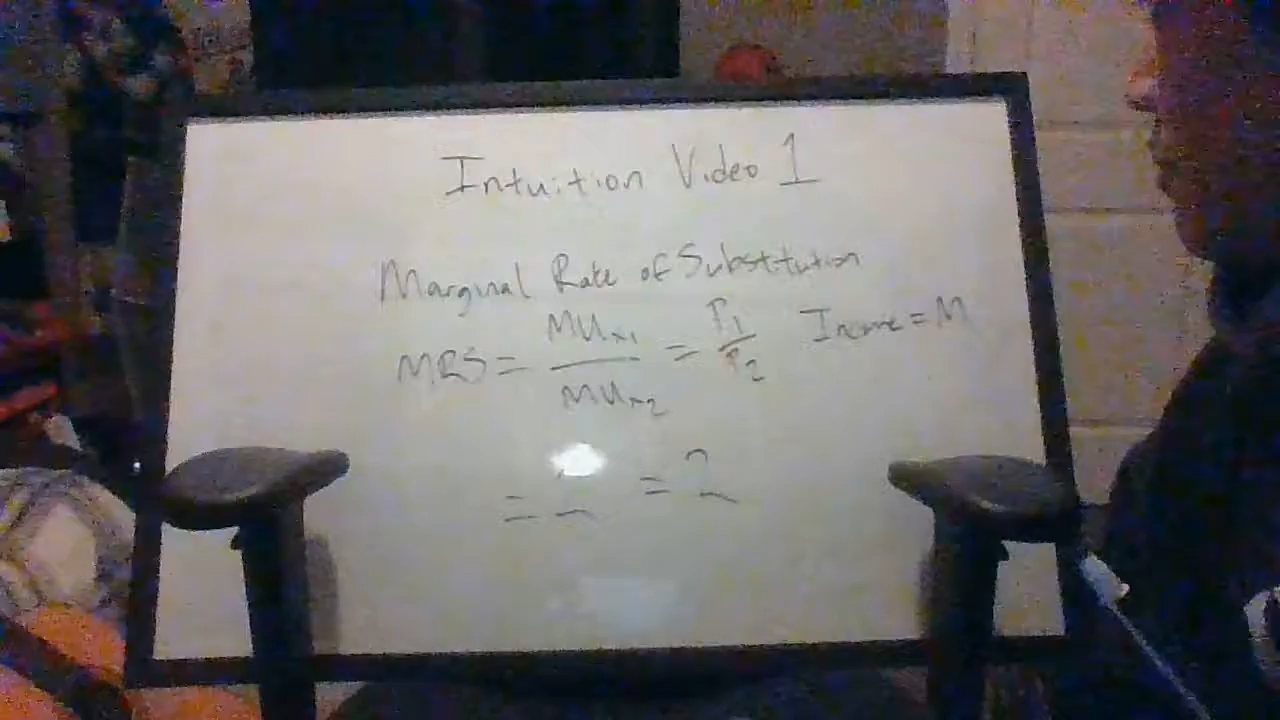 Intuition Video 1
Marginal Rate of Substitution
MRS = MUx1 / MUx2 = P1 / P2 Income = M
= 2